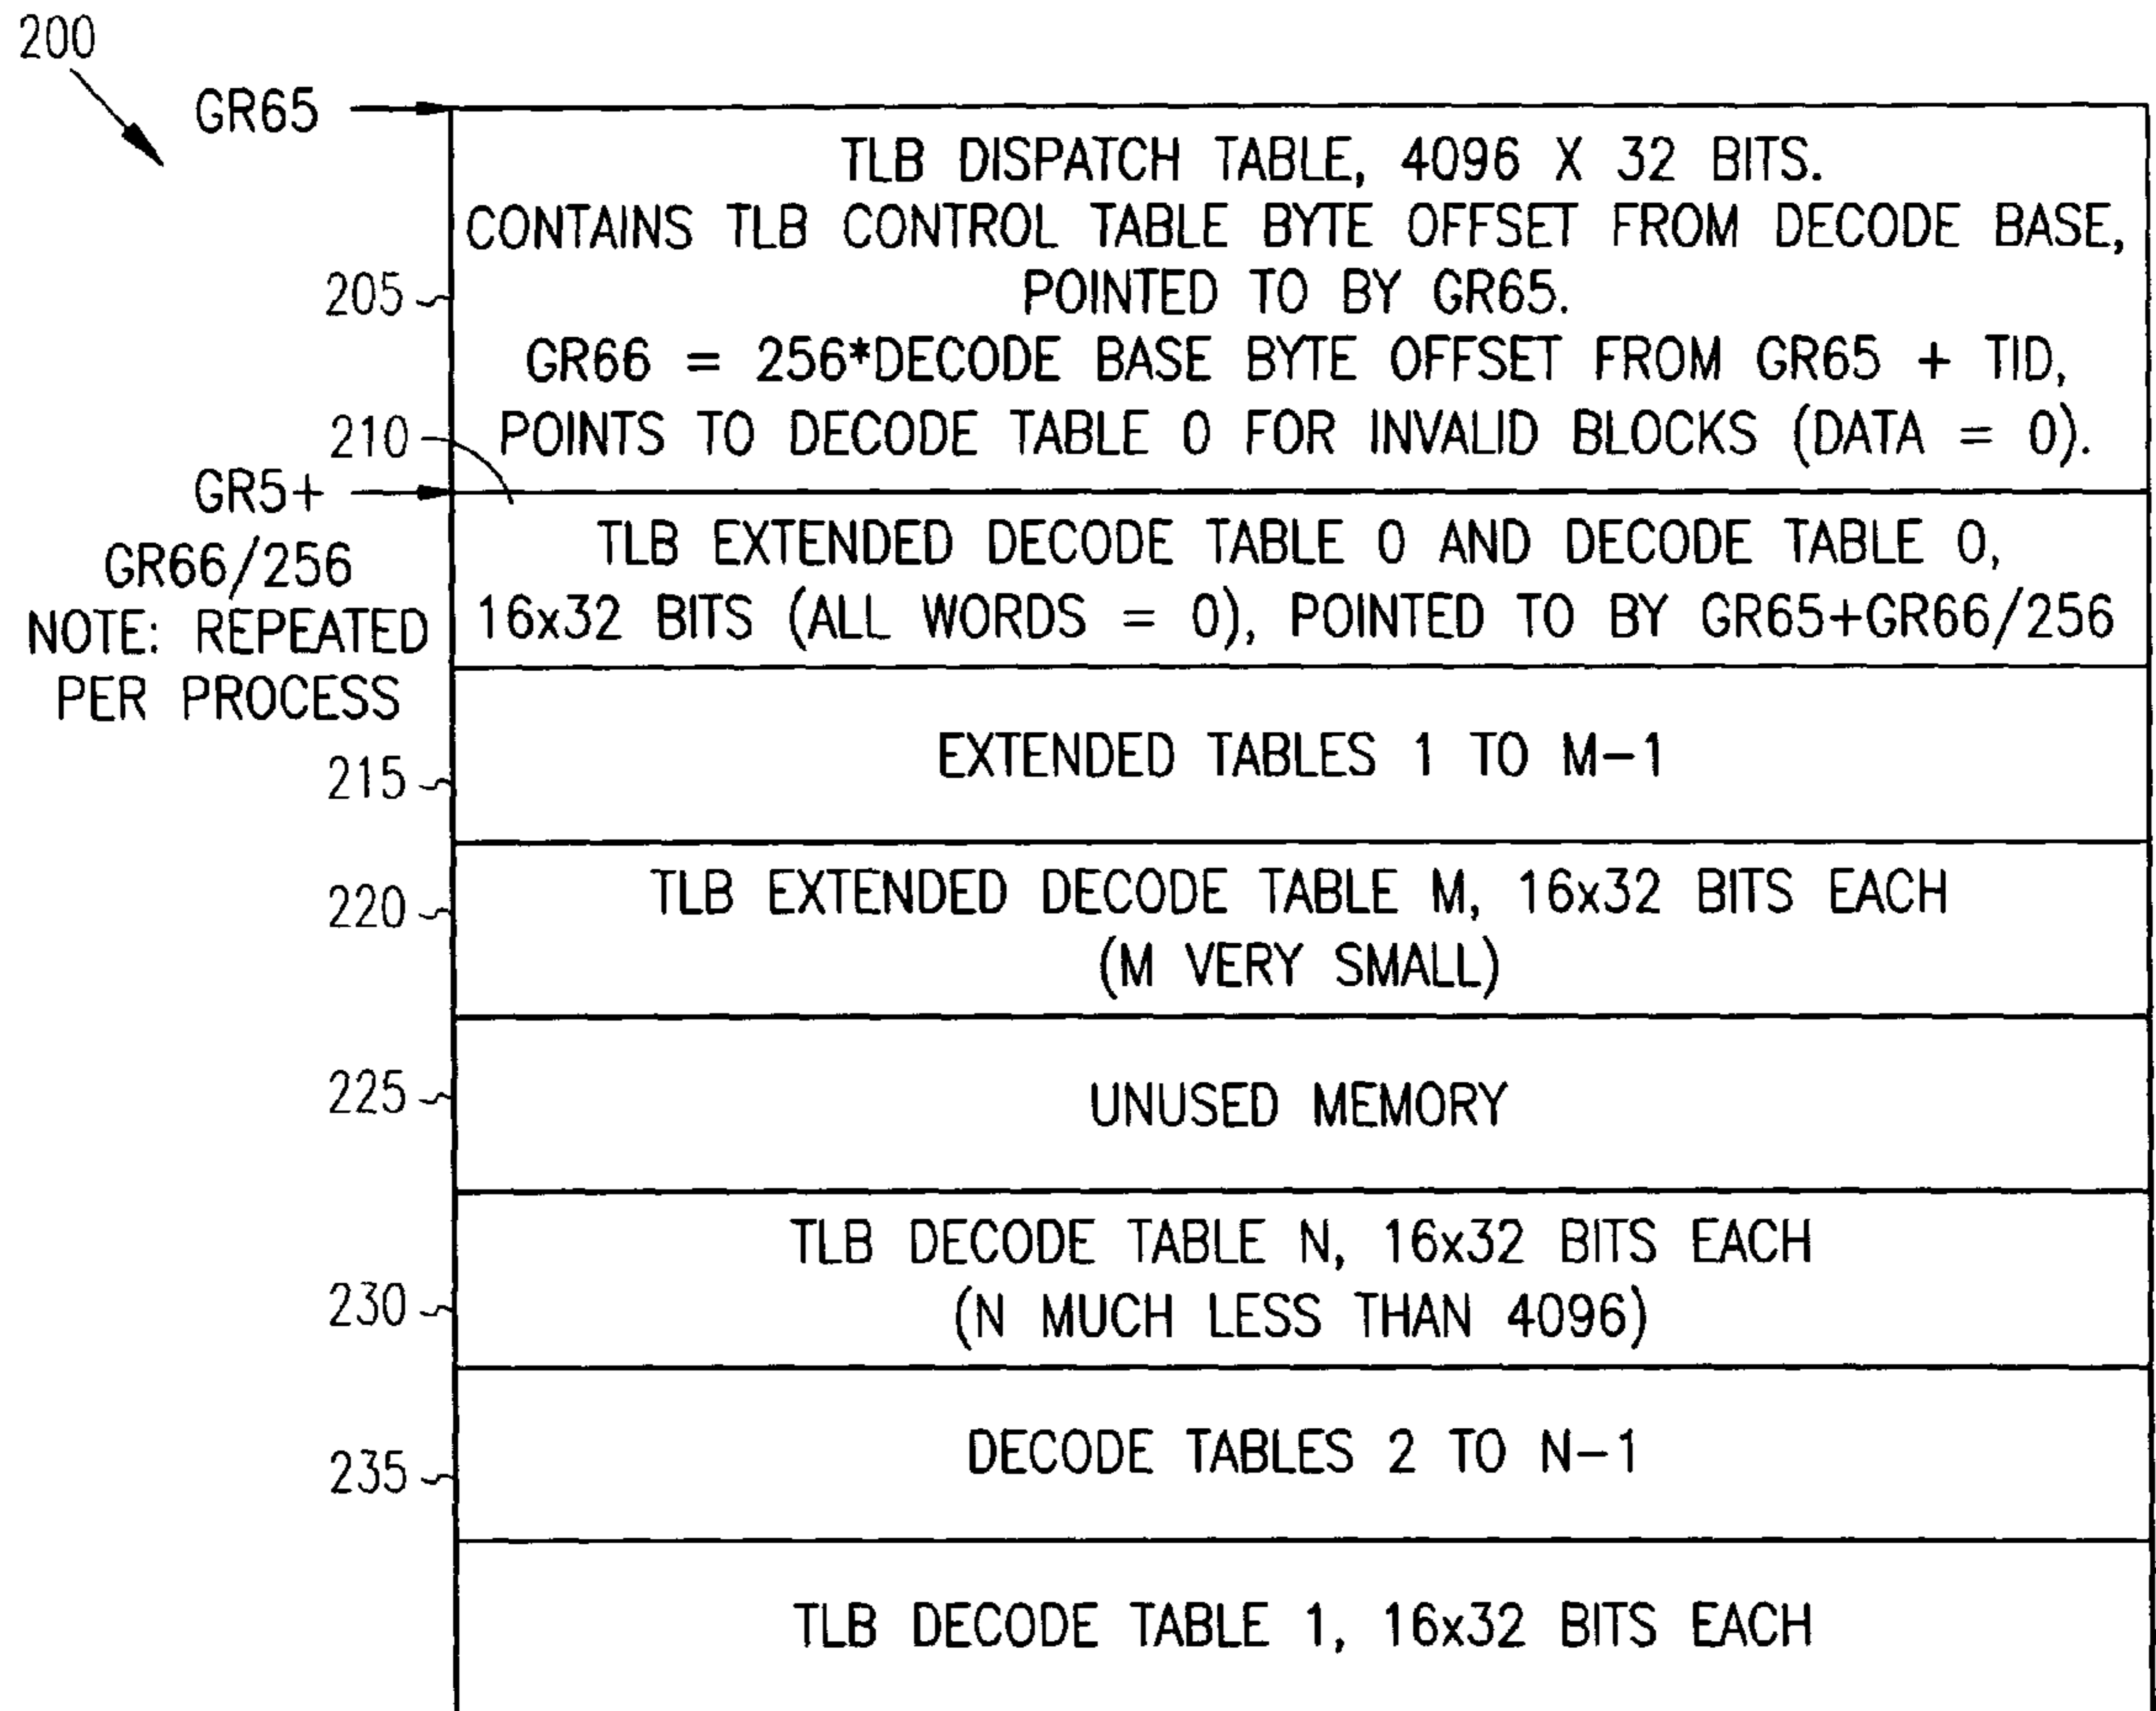 200
GR65
TLB DISPATCH TABLE, 4096 X 32 BITS.
CONTAINS TLB CONTROL TABLE BYTE OFFSET FROM DECODE BASE,
205
POINTED TO BY GR65.
GR66 = 256*DECODE BASE BYTE OFFSET FROM GR65 + TID,
210
POINTS TO DECODE TABLE 0 FOR INVALID BLOCKS (DATA = 0).
GR5+
GR66/256
NOTE: REPEATED
PER PROCESS
TLB EXTENDED DECODE TABLE 0 AND DECODE TABLE 0,
16x32 BITS (ALL WORDS = 0), POINTED TO BY GR65+GR66/256
215
EXTENDED TABLES 1 TO M-1
220
TLB EXTENDED DECODE TABLE M, 16x32 BITS EACH
(M VERY SMALL)
225
UNUSED MEMORY
TLB DECODE TABLE N, 16x32 BITS EACH
230
(N MUCH LESS THAN 4096)
235
DECODE TABLES 2 TO N-1
TLB DECODE TABLE 1, 16x32 BITS EACH